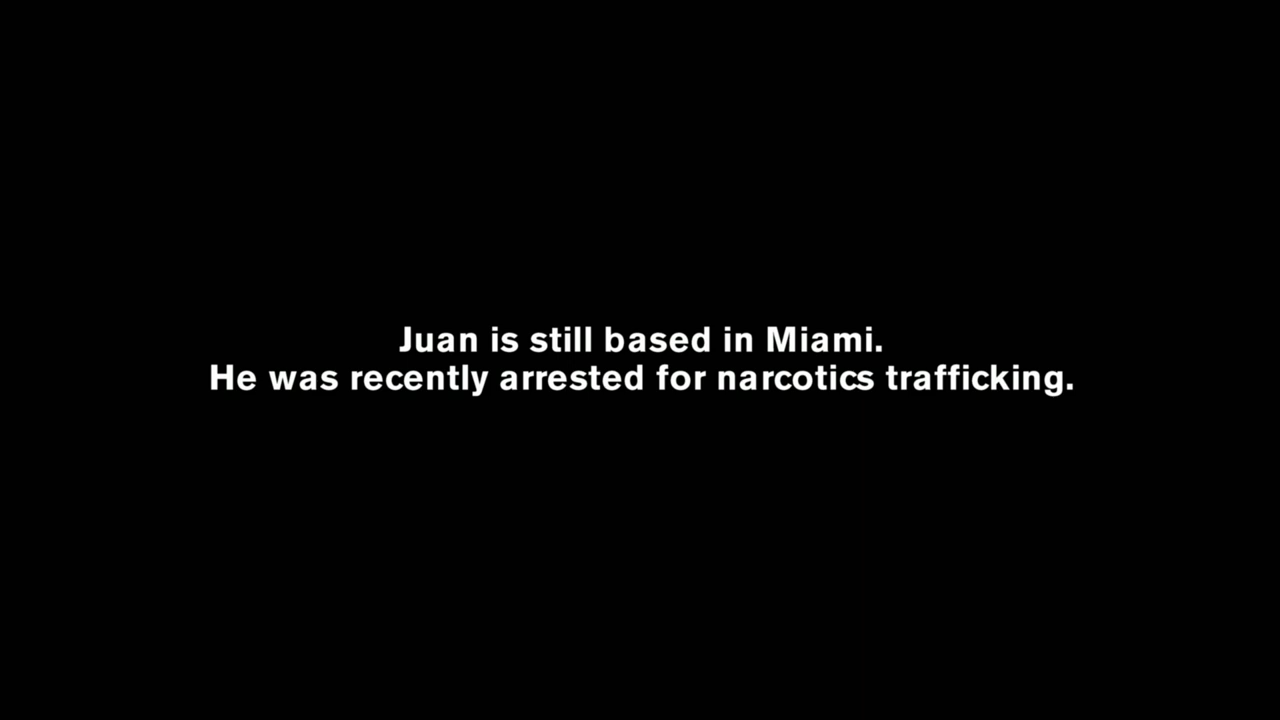 Juan is still based in Miami.
He was recently arrested for narcotics trafficking.